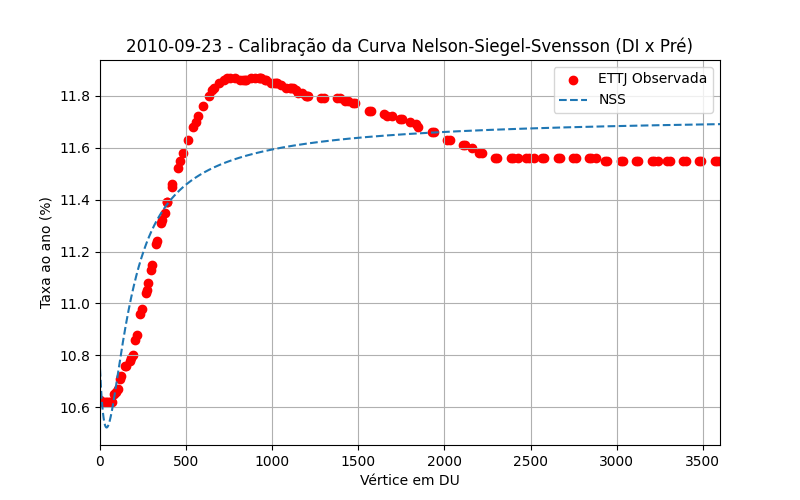 2010-09-23 - Calibração da Curva Nelson-Siegel-Svensson (DI x Pré)
ETTJ Observada
NSS
Taxa ao ano (%)
11.8
11.6
11.4
11.2
11.0
10.8
10.6
0 500 1000 1500 2000 2500 3000 3500
Vértice em DU